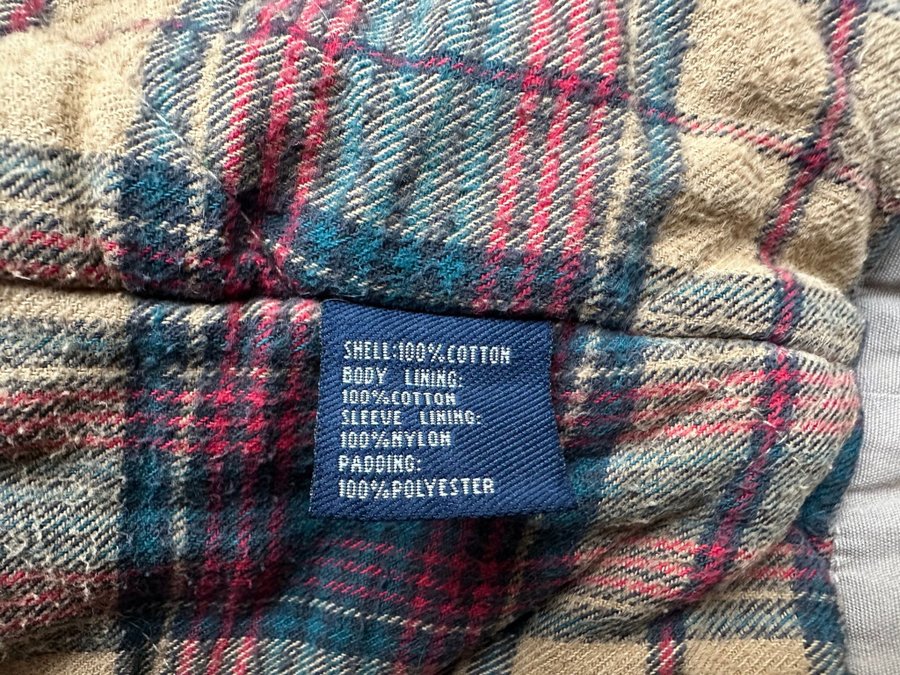 SHELL:100%COTTON
BODY LINING:
100%COTTON
SLEEVE LINING:
100%NYLON
PADDING:
100%POLYESTER